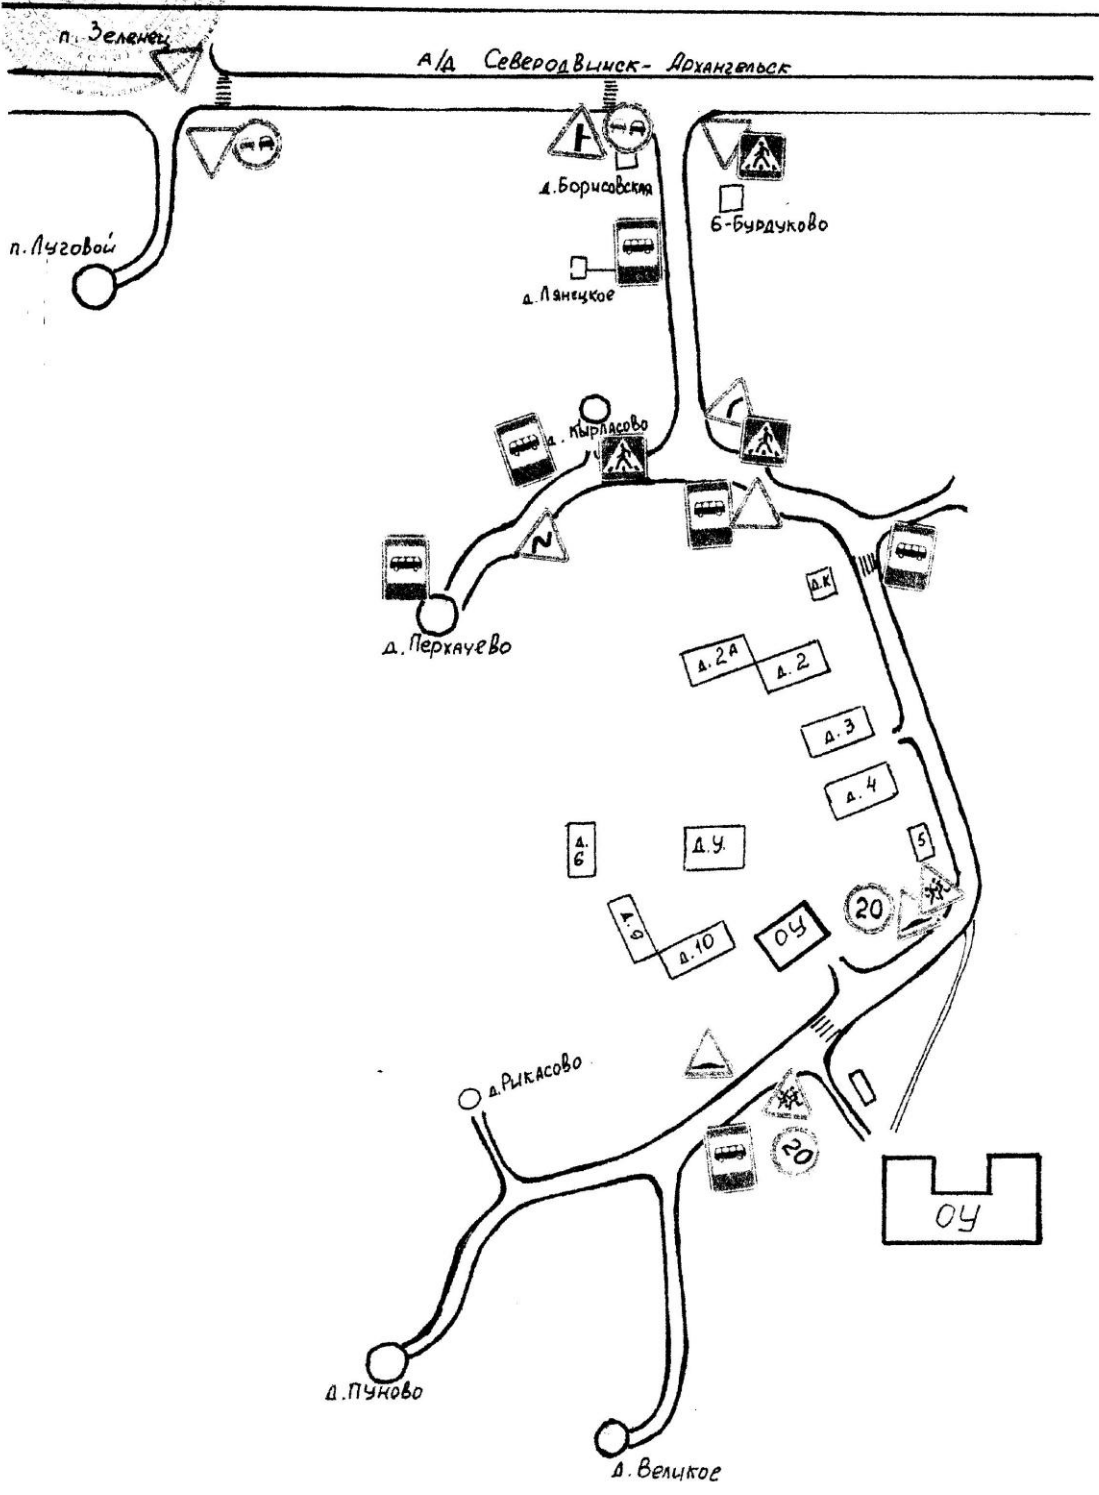 п. Зеленец
А/Д Северодвинск- Архангельск
д. Борисовская
Б-Бурдуково
п. Луговой
д. Лянецкое
д. Кырласово
д.К
д. Перхачево
д. 2А
д. 2
д. 3
д. 4
5
д. 6
Д.У.
20
д. 9
д. 10
ОУ
д. Рикасово
20
ОУ
д. Пуново
д. Великое